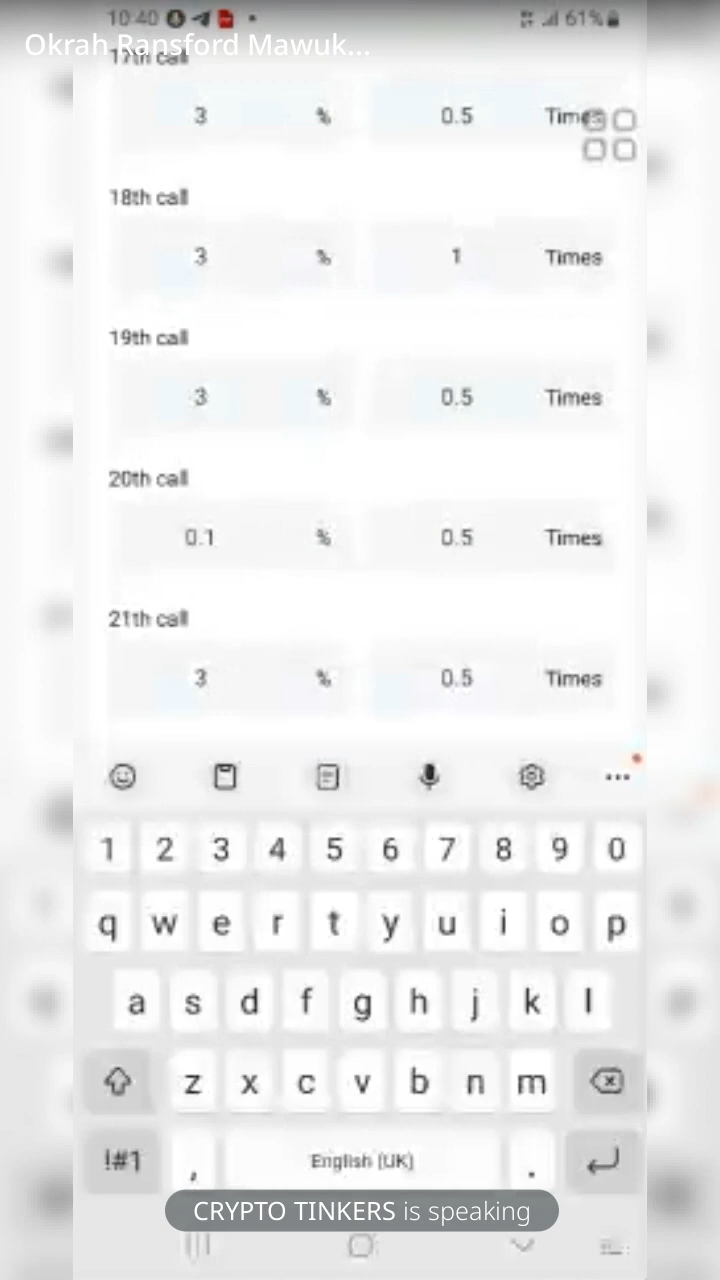 10:40 61%
Okrah Ransford Mawuk...
17th call
3 % 0.5 Times
18th call
3 % 1 Times
19th call
3 % 0.5 Times
20th call
0.1 % 0.5 Times
21th call
3 % 0.5 Times
1 2 3 4 5 6 7 8 9 0
q w e r t y u i o p
a s d f g h j k l
z x c v b n m
!#1 , English (UK) .
CRYPTO TINKERS is speaking